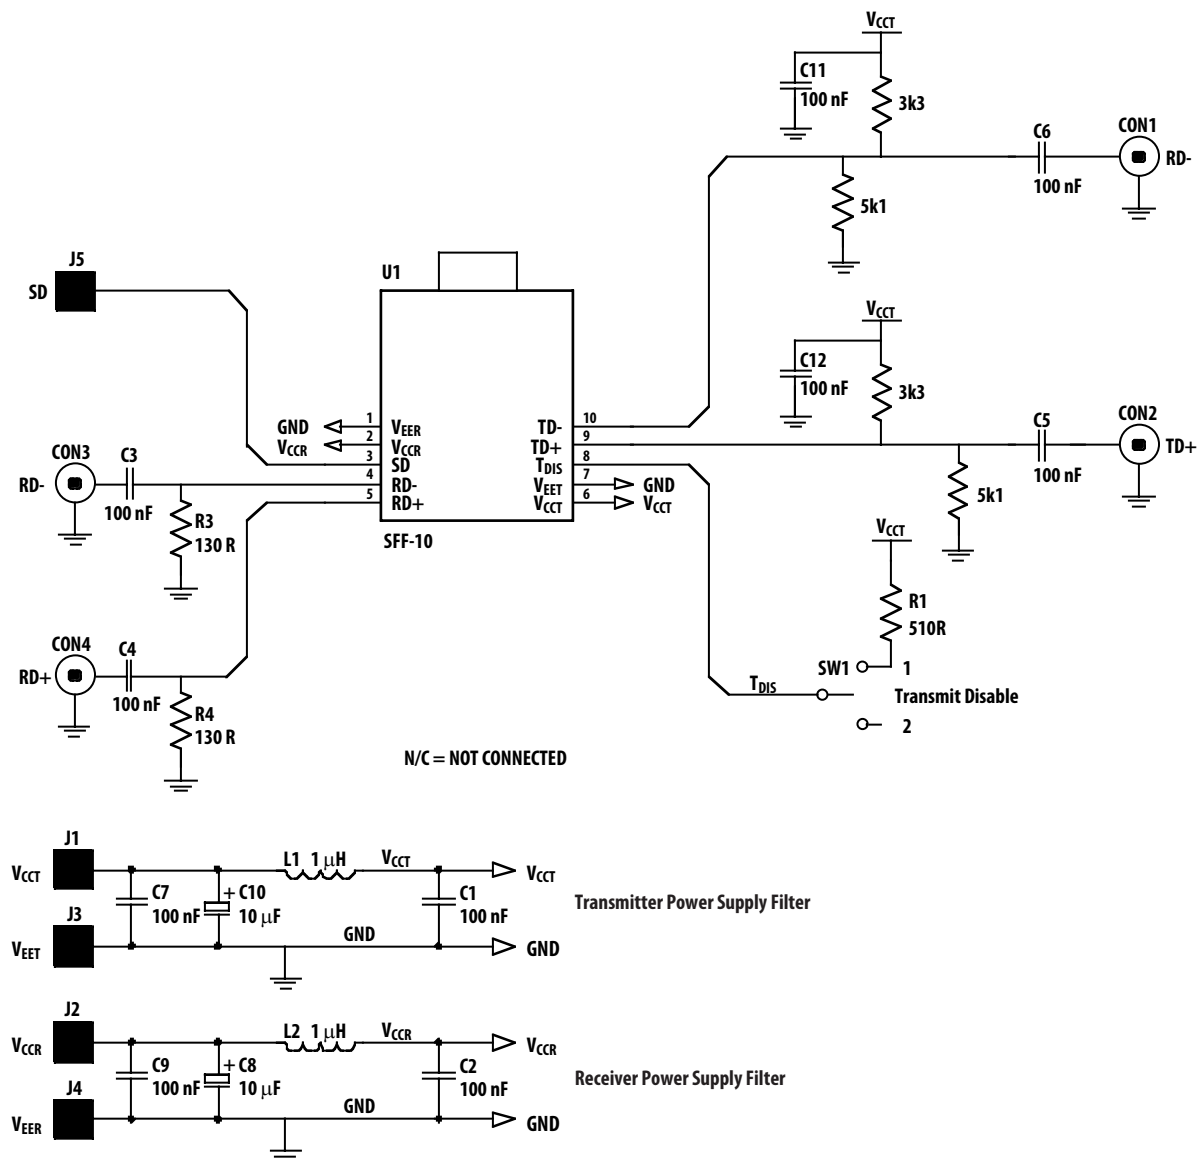 VCCT
C11
100 nF
3k3
C6
100 nF
CON1
RD-
5k1
J5
SD
U1
VCCT
C12
100 nF
3k3
C5
100 nF
CON2
TD+
5k1
GND
VCCR
1
2
3
4
5
VEER
VCCR
SD
RD-
RD+
TD-
TD+
TDIS
VEET
VCCT
10
9
8
7
6
GND
VCCT
SFF-10
CON3
RD-
C3
100 nF
R3
130 R
CON4
RD+
C4
100 nF
R4
130 R
VCCT
R1
510R
SW1
1
TDIS
Transmit Disable
2
N/C = NOT CONNECTED
J1
VCCT
C7
100 nF
+ C10
10 µF
L1 1 µH
VCCT
C1
100 nF
VCCT
Transmitter Power Supply Filter
J3
VEET
GND
GND
J2
VCCR
C9
100 nF
+ C8
10 µF
L2 1 µH
VCCR
C2
100 nF
VCCR
Receiver Power Supply Filter
J4
VEER
GND
GND